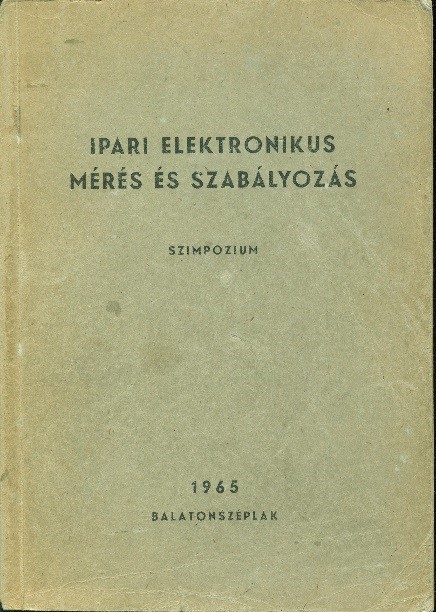 IPARI ELEKTRONIKUS
MÉRÉS ÉS SZABÁLYOZÁS
SZIMPOZIUM
1965
BALATONSZÉPLAK